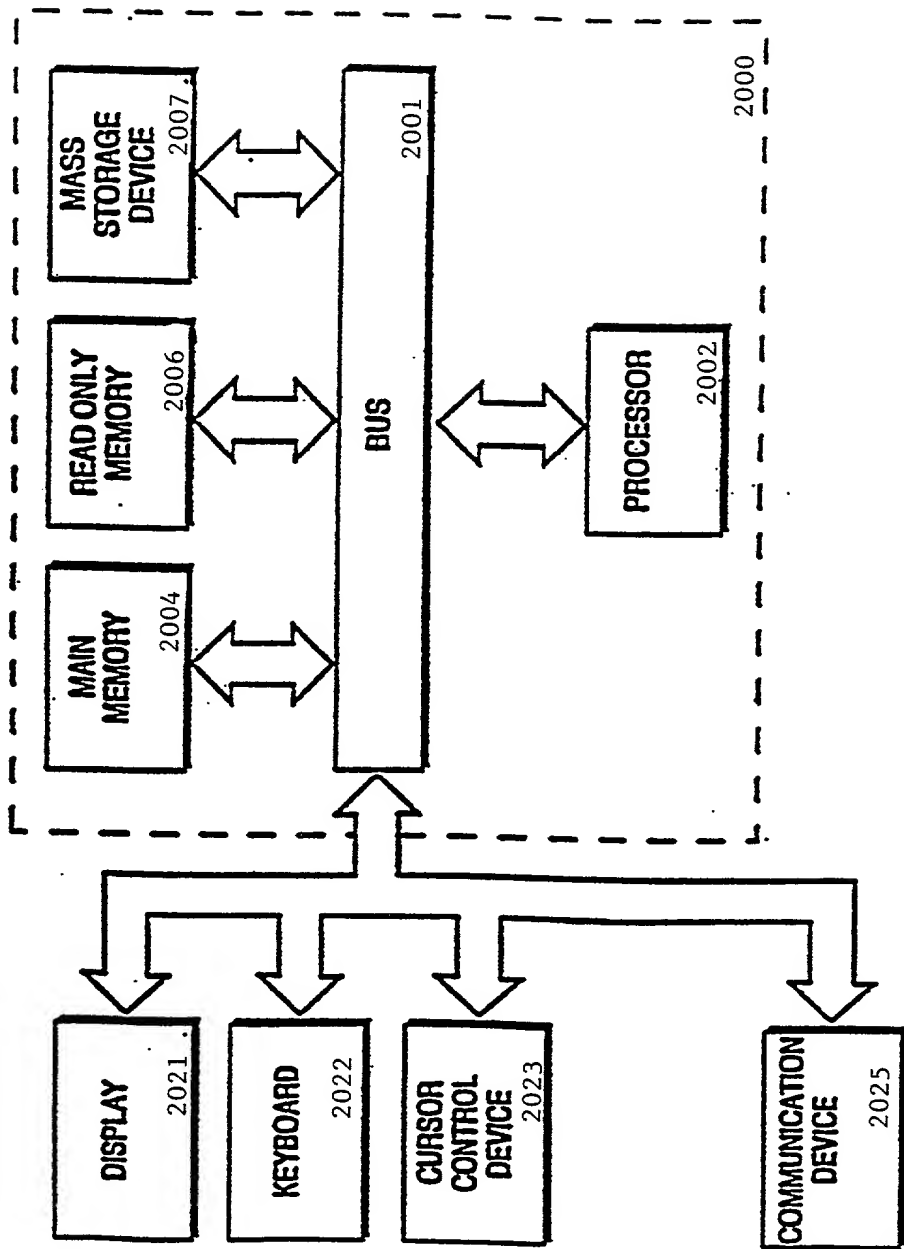 MAIN
MEMORY
2004
READ ONLY
MEMORY
2006
MASS
STORAGE
DEVICE
2007
BUS
2001
PROCESSOR
2002
2000
DISPLAY
2021
KEYBOARD
2022
CURSOR
CONTROL
DEVICE
2023
COMMUNICATION
DEVICE
2025